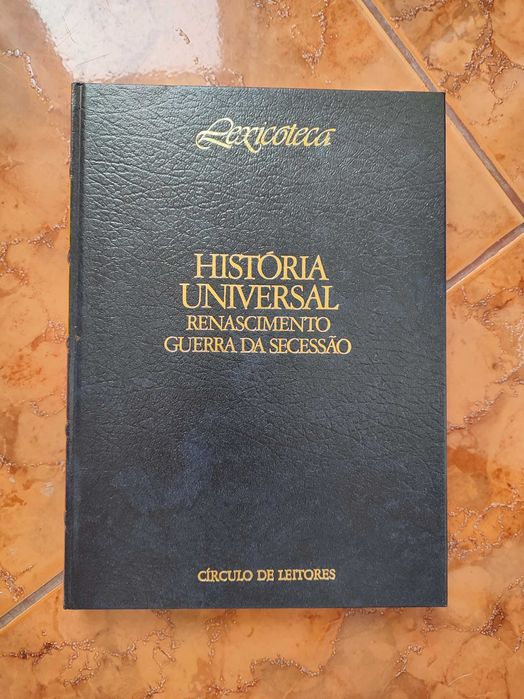 Lexicoteca
HISTÓRIA
UNIVERSAL
RENASCIMENTO
GUERRA DA SECESSÃO
CÍRCULO DE LEITORES